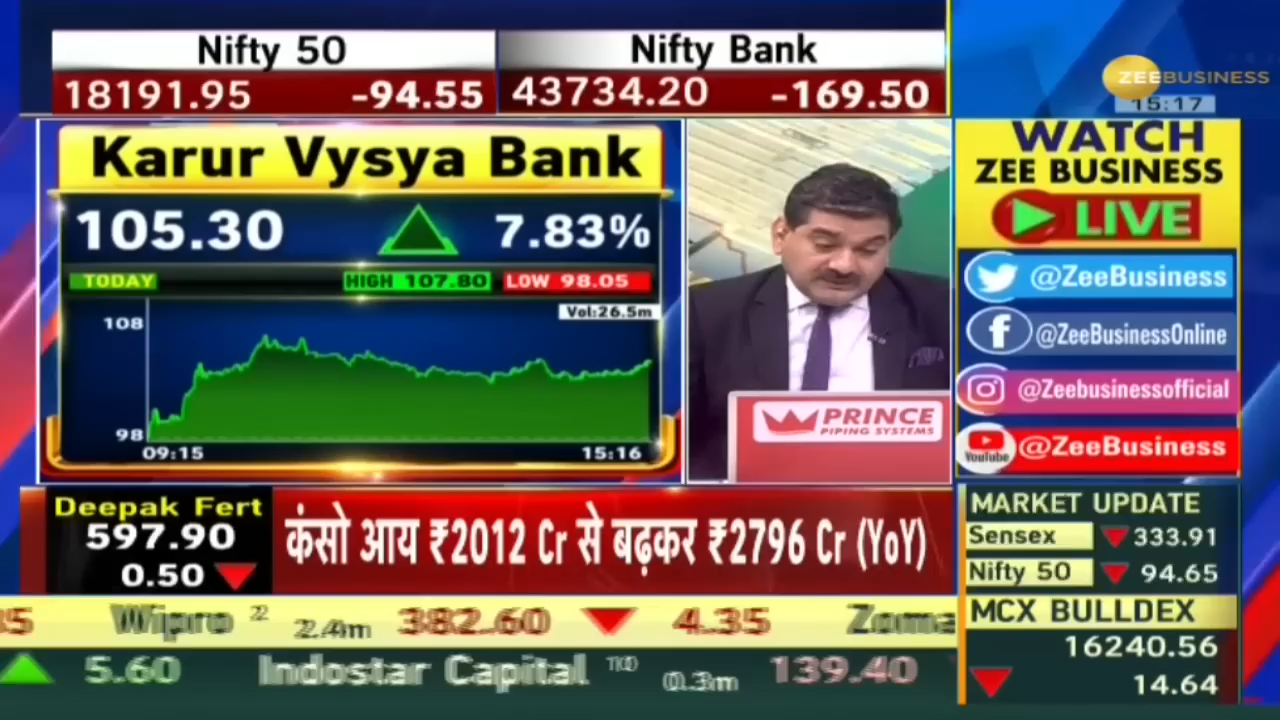 Nifty 50
18191.95 -94.55
Nifty Bank
43734.20 -169.50
ZEEBUSINESS
15:17
Karur Vysya Bank
105.30 7.83%
TODAY HIGH 107.80 LOW 98.05
Vol:26.5m
108
98
09:15 15:16
PRINCE
PIPING SYSTEMS
WATCH
ZEE BUSINESS
LIVE
@ZeeBusiness
@ZeeBusinessOnline
@Zeebusinessofficial
YouTube @ZeeBusiness
Deepak Fert
597.90
0.50
कंसो आय ₹2012 Cr से बढ़कर ₹2796 Cr (YoY)
MARKET UPDATE
Sensex 333.91
Nifty 50 94.65
MCX BULLDEX
16240.56
14.64
Wipro 2.4m 382.60 4.35 Zoma
5.60 Indostar Capital 0.3m 139.40